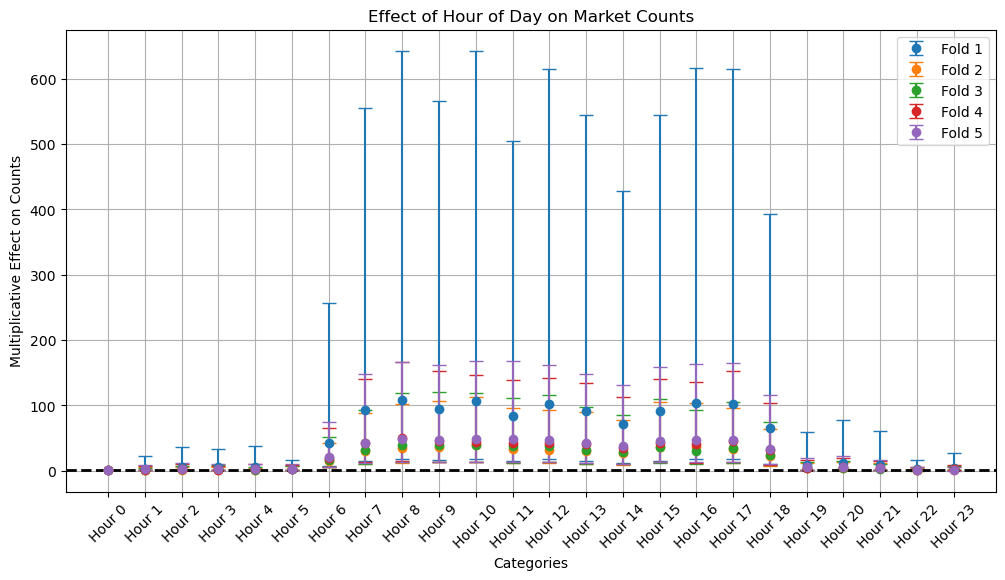 Effect of Hour of Day on Market Counts
Multiplicative Effect on Counts
600
500
400
300
200
100
0
Fold 1
Fold 2
Fold 3
Fold 4
Fold 5
Hour 0
Hour 1
Hour 2
Hour 3
Hour 4
Hour 5
Hour 6
Hour 7
Hour 8
Hour 9
Hour 10
Hour 11
Hour 12
Hour 13
Hour 14
Hour 15
Hour 16
Hour 17
Hour 18
Hour 19
Hour 20
Hour 21
Hour 22
Hour 23
Categories